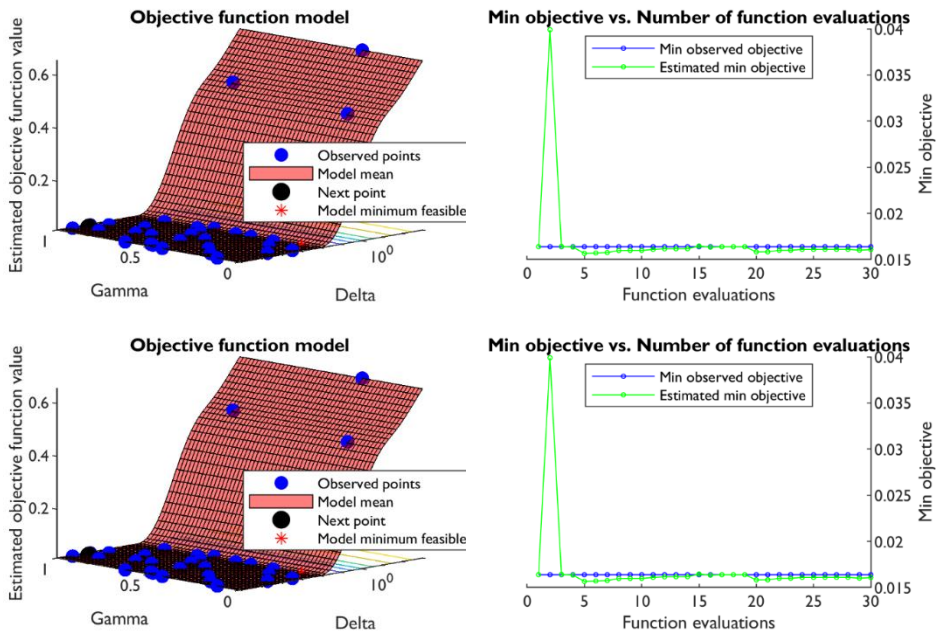 Objective function model
Estimated objective function value
0.6
0.4
0.2
1
0.5
0
10⁰
Gamma
Delta
Observed points
Model mean
Next point
Model minimum feasible
Min objective vs. Number of function evaluations
Min observed objective
Estimated min objective
0.04
0.035
0.03
0.025
0.02
0.015
Min objective
0 5 10 15 20 25 30
Function evaluations
Objective function model
Estimated objective function value
0.6
0.4
0.2
1
0.5
0
10⁰
Gamma
Delta
Observed points
Model mean
Next point
Model minimum feasible
Min objective vs. Number of function evaluations
Min observed objective
Estimated min objective
0.04
0.035
0.03
0.025
0.02
0.015
Min objective
0 5 10 15 20 25 30
Function evaluations